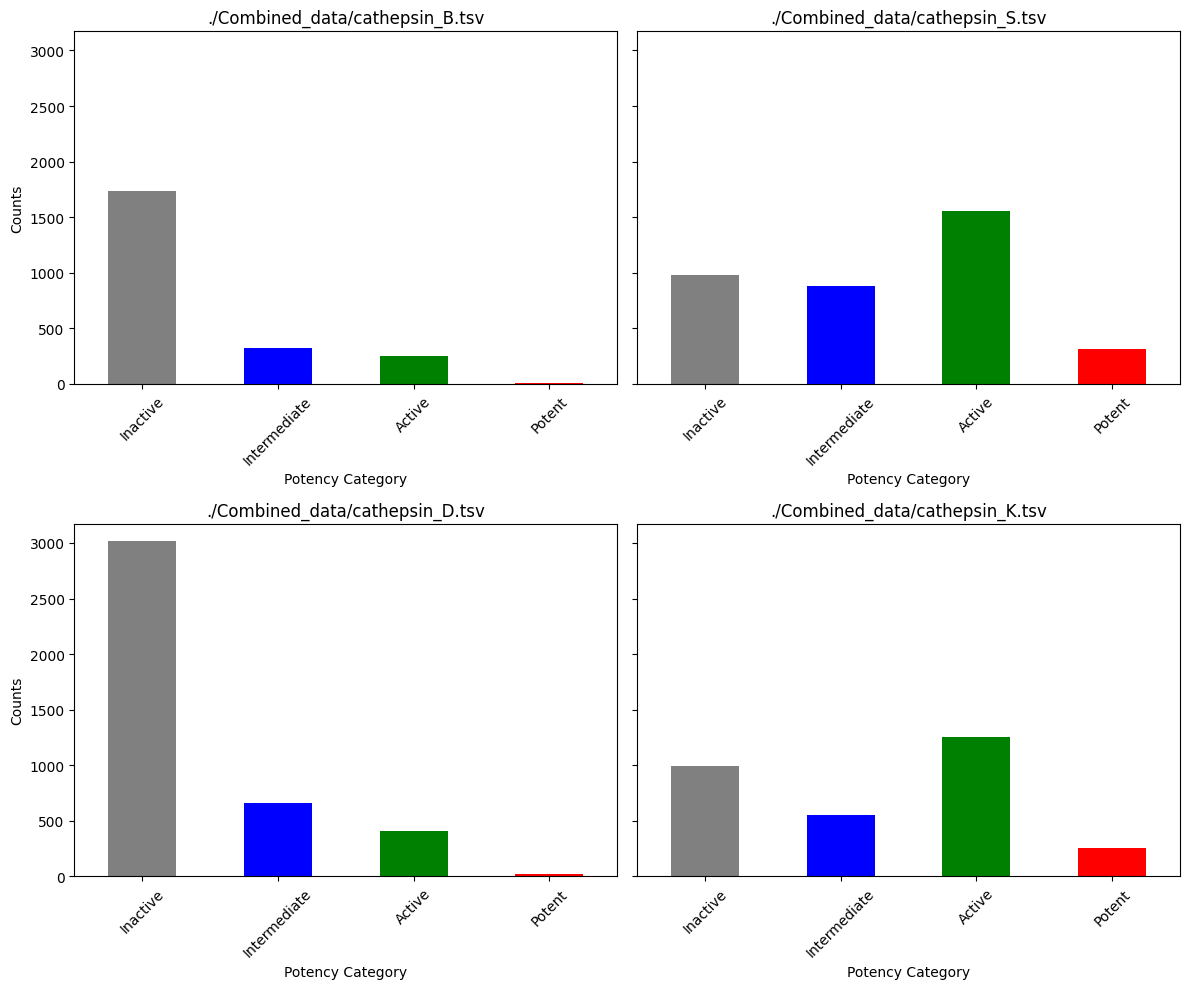 ./Combined_data/cathepsin_B.tsv
3000
2500
2000
1500
1000
500
0
Counts
Inactive
Intermediate
Active
Potent
Potency Category
./Combined_data/cathepsin_S.tsv
Inactive
Intermediate
Active
Potent
Potency Category
./Combined_data/cathepsin_D.tsv
3000
2500
2000
1500
1000
500
0
Counts
Inactive
Intermediate
Active
Potent
Potency Category
./Combined_data/cathepsin_K.tsv
Inactive
Intermediate
Active
Potent
Potency Category